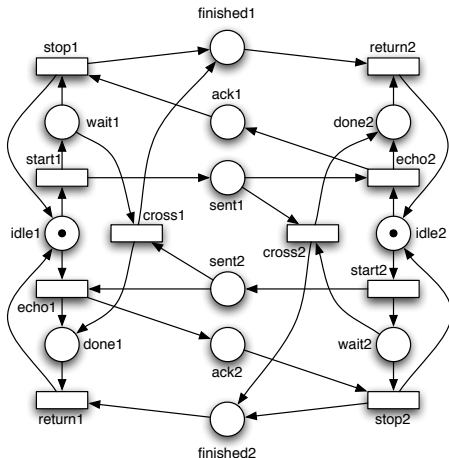 finished1
stop1
return2
ack1
wait1
done2
start1
echo2
sent1
idle1
cross1
idle2
cross2
sent2
start2
echo1
done1
wait2
ack2
return1
stop2
finished2